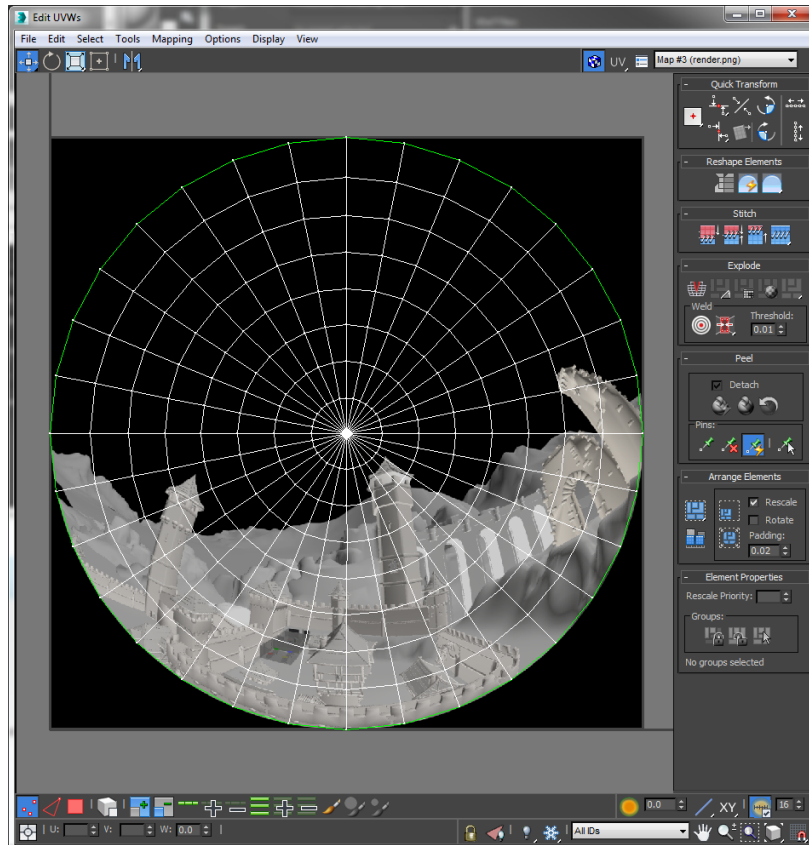 Edit UVWs
File Edit Select Tools Mapping Options Display View
UV Map #3 (render.png)
- Quick Transform
- Reshape Elements
- Stitch
- Explode
Weld
Threshold:
0.01
- Peel
Detach
Pins:
- Arrange Elements
Rescale
Rotate
Padding:
0.02
- Element Properties
Rescale Priority:
Groups:
No groups selected
0.0 XY 16
U: V: W: 0.0 All IDs